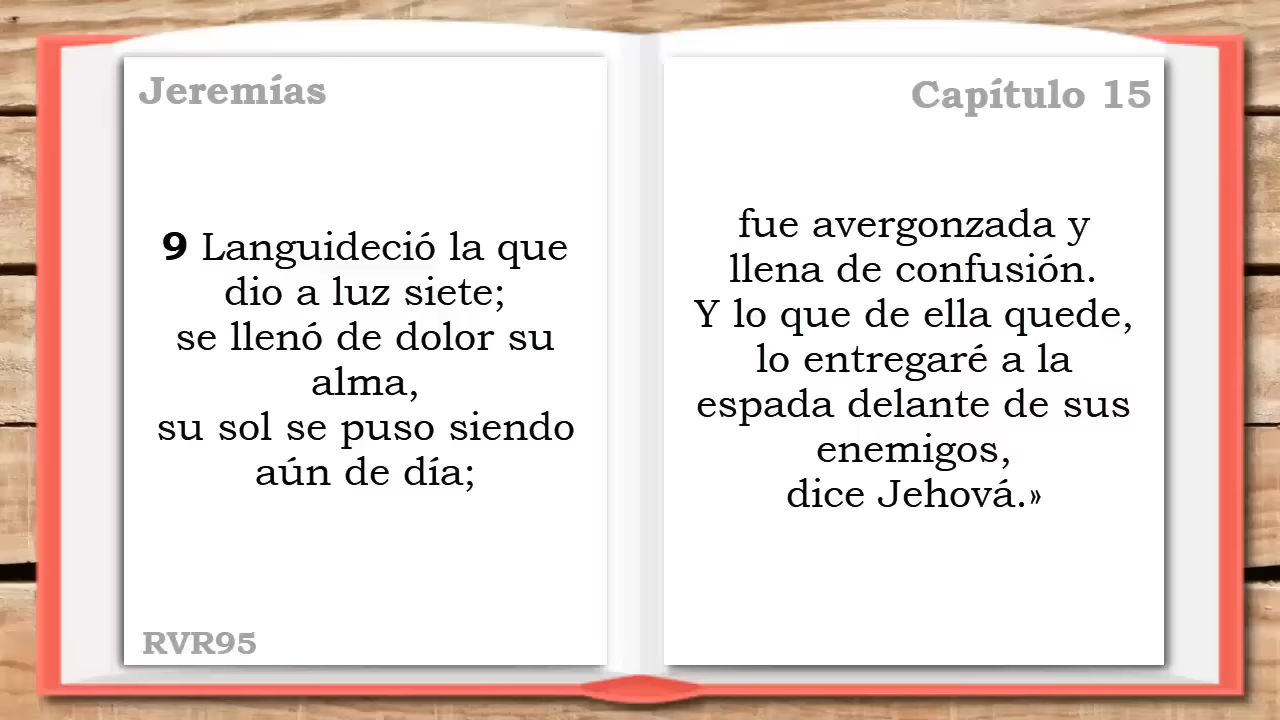 Jeremías
9 Languideció la que
dio a luz siete;
se llenó de dolor su
alma,
su sol se puso siendo
aún de día;
RVR95
Capítulo 15
fue avergonzada y
llena de confusión.
Y lo que de ella quede,
lo entregaré a la
espada delante de sus
enemigos,
dice Jehová.»